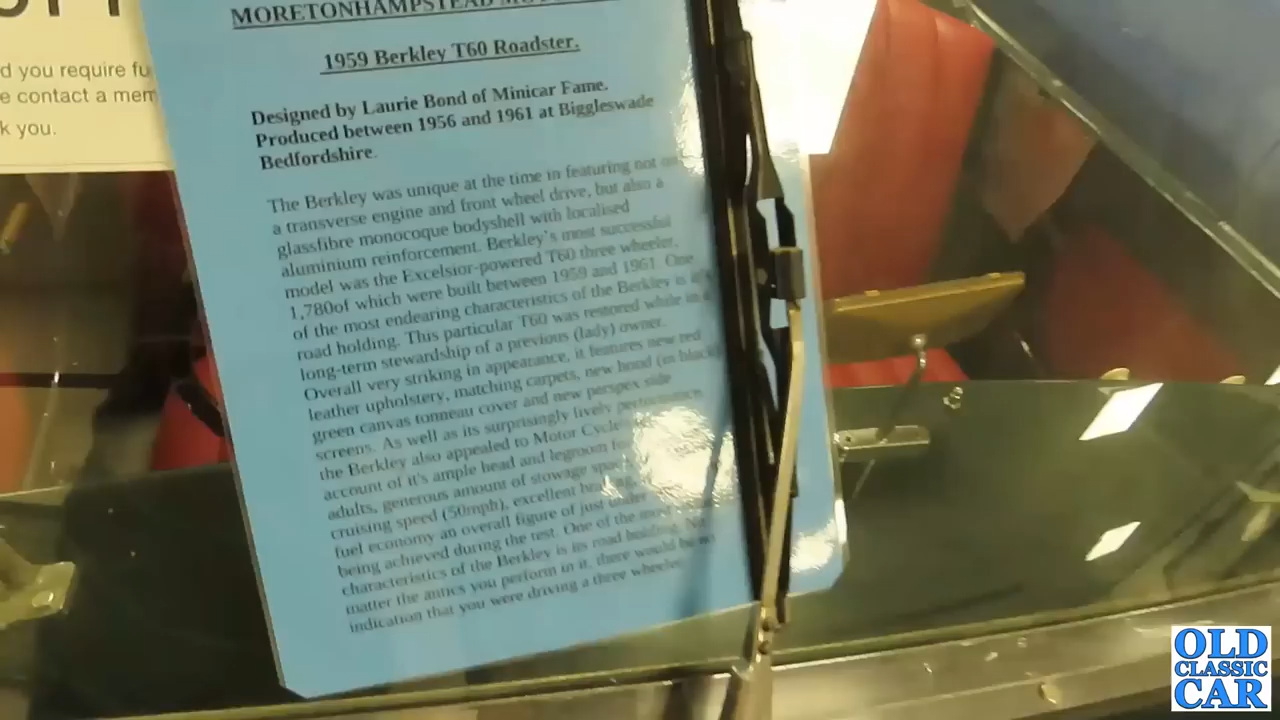 d you require fu
e contact a mem
k you.
MORETONHAMPSTEAD
1959 Berkley T60 Roadster.
Designed by Laurie Bond of Minicar Fame.
Produced between 1956 and 1961 at Biggleswade
Bedfordshire.
The Berkley was unique at the time in featuring not
a transverse engine and front wheel drive, but also a
glassfibre monocoque bodyshell with localised
aluminium reinforcement. Berkley's most successful
model was the Excelsior-powered T60 three wheeler,
1,780of which were built between 1959 and 1961. One
of the most endearing characteristics of the Berkley is
road holding. This particular T60 was restored while in
long-term stewardship of a previous (lady) owner.
Overall very striking in appearance, it features new red
leather upholstery, matching carpets, new hood (in black)
green canvas tonneau cover and new perspex side
screens. As well as its surprisingly lively performance
the Berkley also appealed to Motor Cycle
account of it's ample head and legroom
adults, generous amount of stowage
cruising speed (50mph), excellent
fuel economy an overall figure of just under
being achieved during the test. One of the most
characteristics of the Berkley is its road holding.
matter the antics you perform in it, there would be
indication that you were driving a three wheeler.
OLD
CLASSIC
CAR